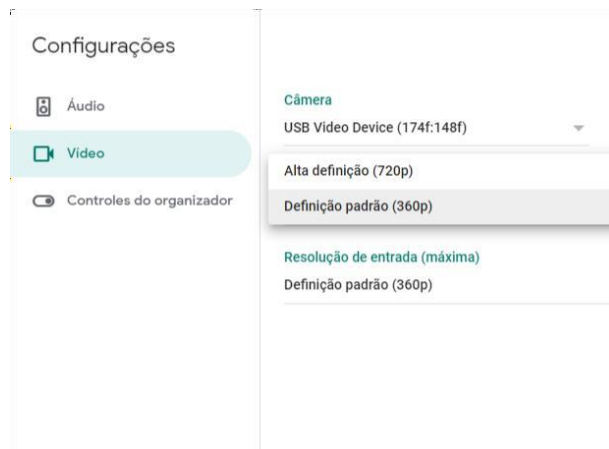 Configurações
Áudio
Vídeo
Controles do organizador
Câmera
USB Video Device (174f:148f)
Alta definição (720p)
Definição padrão (360p)
Resolução de entrada (máxima)
Definição padrão (360p)